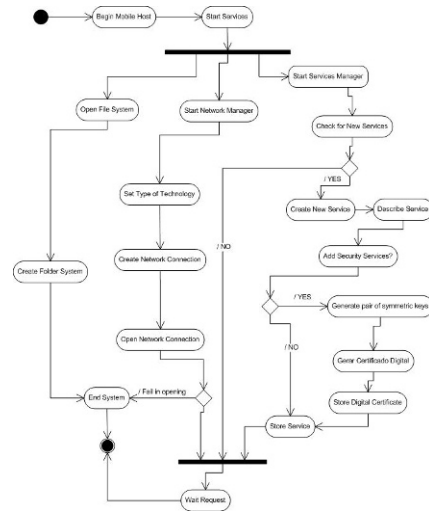 Begin Mobile Host
Start Services
Start Services Manager
Open File System
Start Network Manager
Check for New Services
/ YES
Set Type of Technology
Create New Service
Describe Service
/ NO
Add Security Services?
Create Folder System
Create Network Connection
/ YES
Generate pair of symmetric keys
Open Network Connection
/ NO
Gerar Certificado Digital
/ Fail in opening
End System
Store Digital Certificate
Store Service
Wait Request